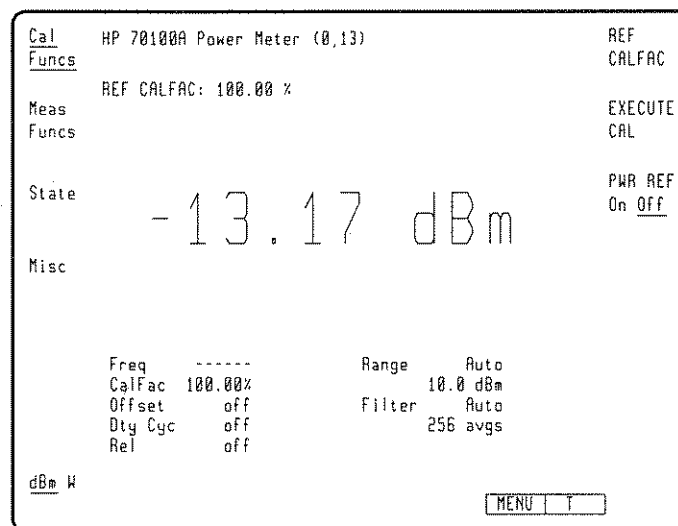 Cal
Funcs
HP 70100A Power Meter (0,13)
REF
CALFAC
REF CALFAC: 100.00 %
Meas
Funcs
EXECUTE
CAL
State
-13.17 dBm
PWR REF
On Off
Misc
Freq ------
Range Auto
CalFac 100.00%
10.0 dBm
Offset off
Filter Auto
Dty Cyc off
256 avgs
Rel off
dBm W
MENU T